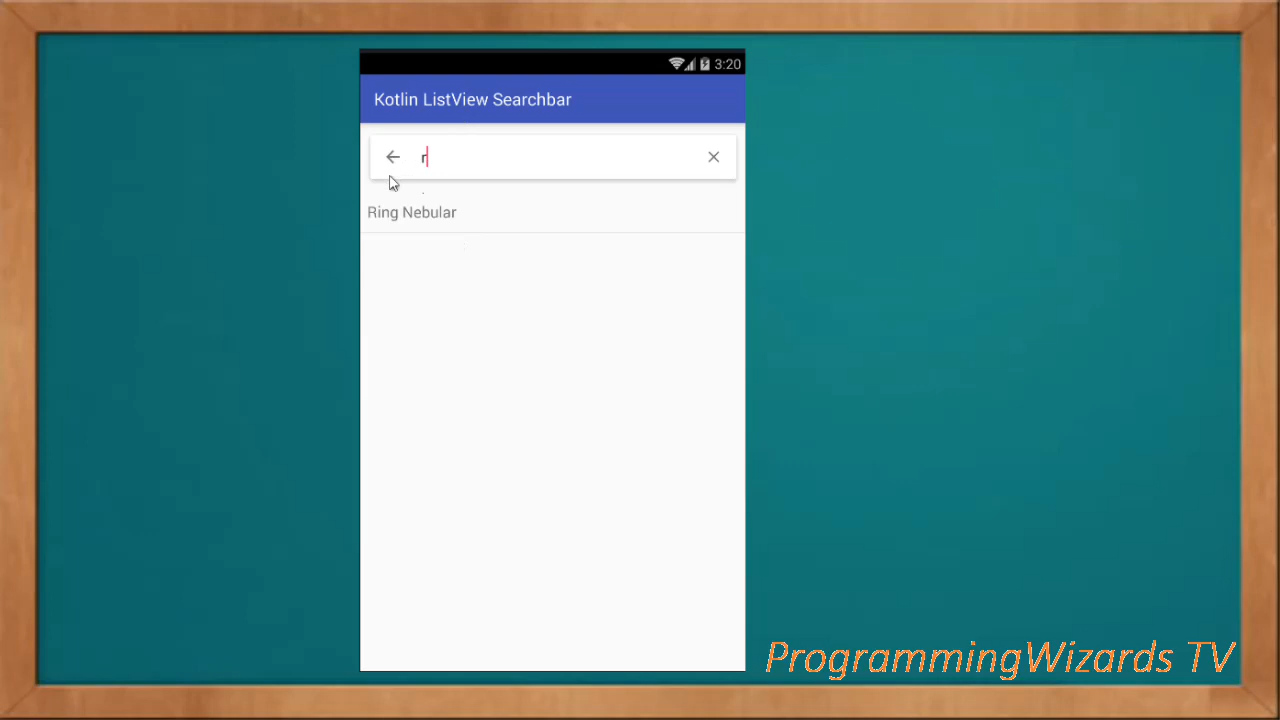 3:20
Kotlin ListView Searchbar
r
Ring Nebular
ProgrammingWizards TV